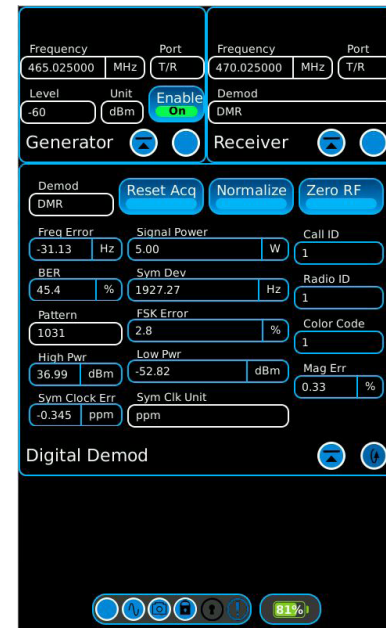 Frequency Port Frequency Port
465.025000 MHz T/R 470.025000 MHz T/R
Level Unit Enable Demod
-60 dBm On DMR
Generator Receiver
Demod Reset Acq Normalize Zero RF
DMR
Freq Error Signal Power Call ID
-31.13 Hz 5.00 W 1
BER Sym Dev Radio ID
45.4 % 1927.27 Hz 1
Pattern FSK Error Color Code
1031 2.8 % 1
High Pwr Low Pwr Mag Err
36.99 dBm -52.82 dBm 0.33 %
Sym Clock Err Sym Clk Unit
-0.345 ppm ppm
Digital Demod
81%